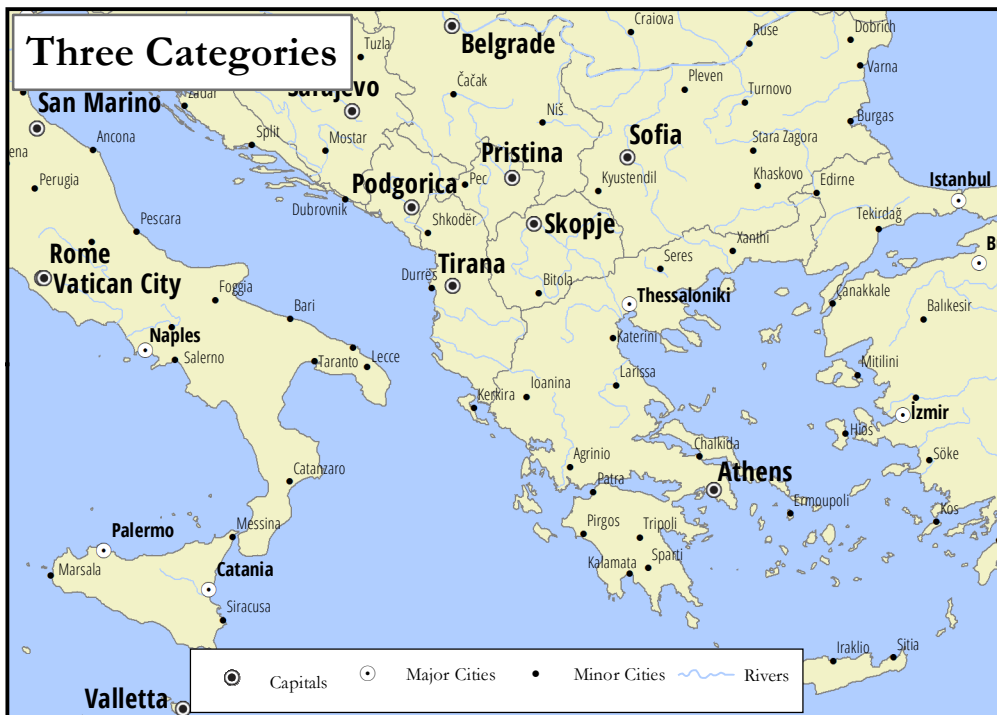 Three Categories
Belgrade
Craiova
Ruse
Dobrich
Tuzla
Varna
Čačak
Pleven
Zadar
Sarajevo
Turnovo
San Marino
Niš
Burgas
Ancona
Split
Mostar
Sofia
Stara Zagora
ena
Pristina
Perugia
Podgorica
Pec
Kyustendil
Khaskovo
Edirne
Istanbul
Dubrovnik
Pescara
Shkodër
Skopje
Tekirdağ
Xanthi
Rome
Vatican City
Tirana
Seres
B
Durrës
Bitola
Foggia
Thessaloniki
Çanakkale
Bari
Balıkesir
Naples
Katerini
Salerno
Taranto
Lecce
Mitilini
Larissa
Ioanina
Kerkira
İzmir
Hios
Chalkida
Agrinio
Söke
Catanzaro
Athens
Patra
Ermoupoli
Kos
Palermo
Messina
Pirgos
Tripoli
Marsala
Catania
Kalamata
Sparti
Siracusa
Iraklio
Sitia
Valletta
Capitals
Major Cities
Minor Cities
Rivers